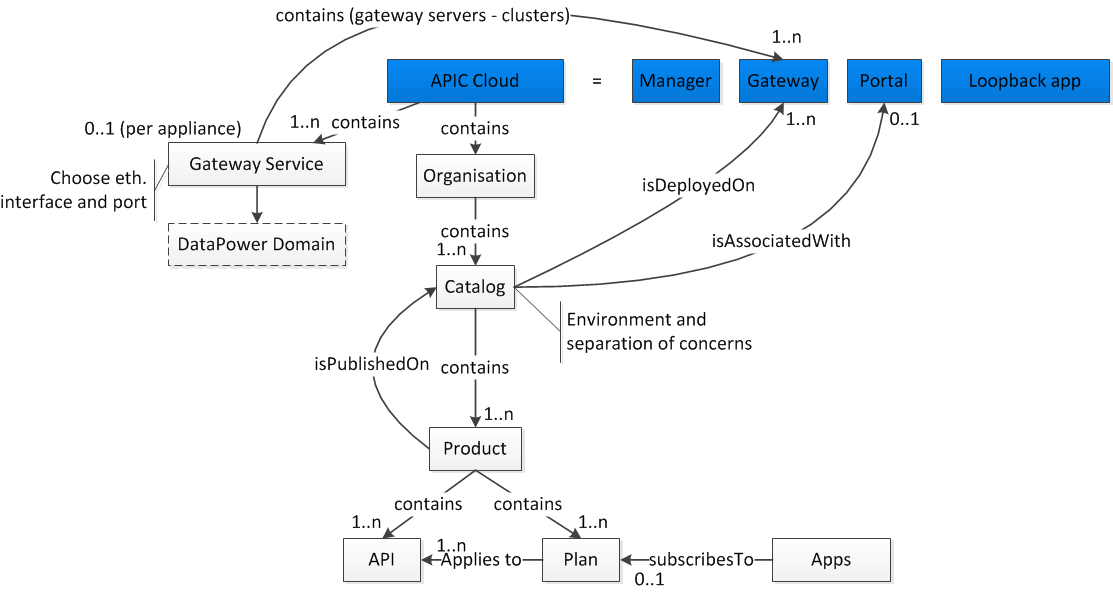 contains (gateway servers - clusters)
1..n
APIC Cloud
=
Manager
Gateway
Portal
Loopback app
0..1 (per appliance)
1..n contains
contains
1..n
0..1
Gateway Service
Organisation
Choose eth.
interface and port
isDeployedOn
DataPower Domain
contains
1..n
isAssociatedWith
Catalog
Environment and
separation of concerns
isPublishedOn
contains
1..n
Product
contains
contains
1..n
1..n
1..n
API
Applies to
Plan
subscribesTo
0..1
Apps